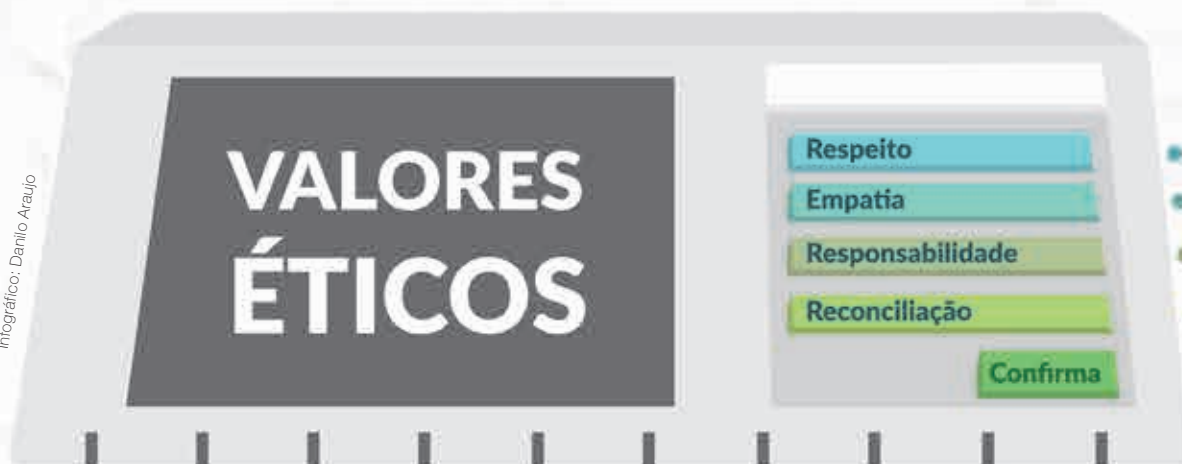 VALORES
ÉTICOS
Respeito
Empatia
Responsabilidade
Reconciliação
Confirma
Infográfico: Danilo Araujo